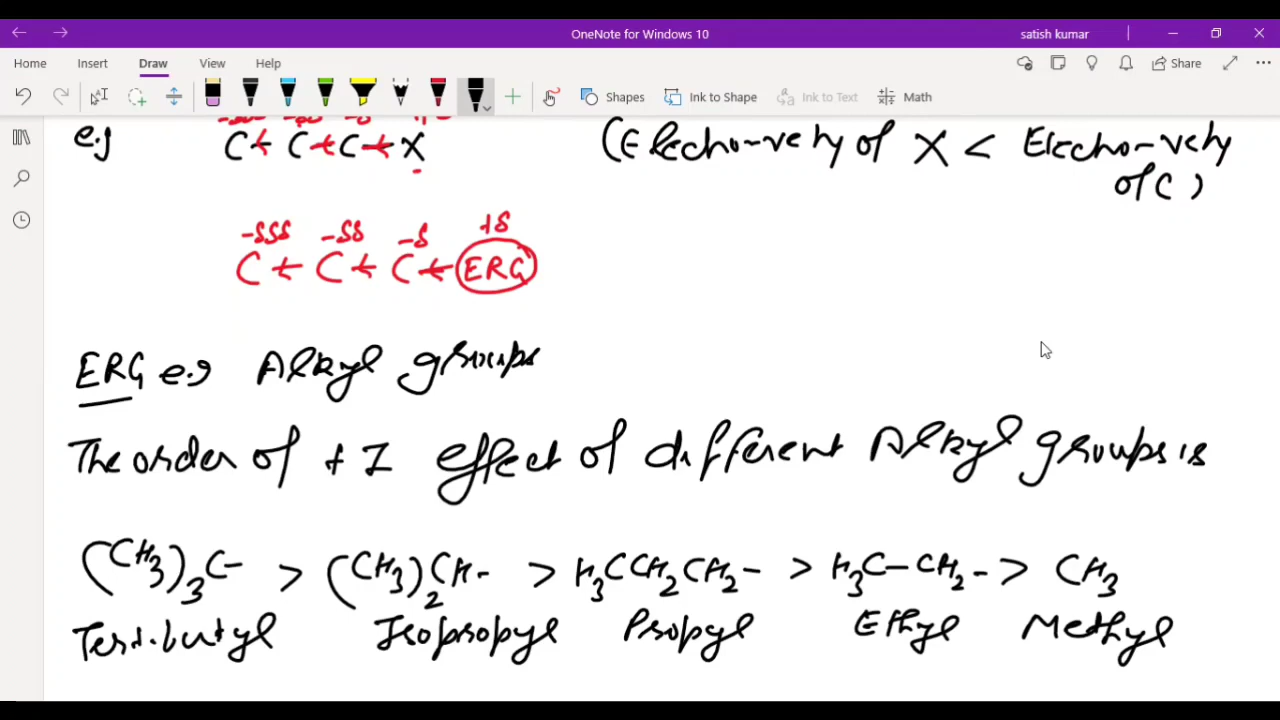 OneNote for Windows 10
satish kumar
Home Insert Draw View Help
Share
Shapes Ink to Shape Ink to Text Math
e.g C C C X (Electro-vety of X < Electro-vety
of C)
-δδδ -δδ -δ +δ
C ← C ← C ← ERG
ERG e.g Alkyl groups
The order of + I effect of different Alkyl groups is
(CH3)3C- > (CH3)2CH- > H3CCH2CH2- > H3C-CH2- > CH3
Tert.butyl Isopropyl Propyl Ethyl Methyl